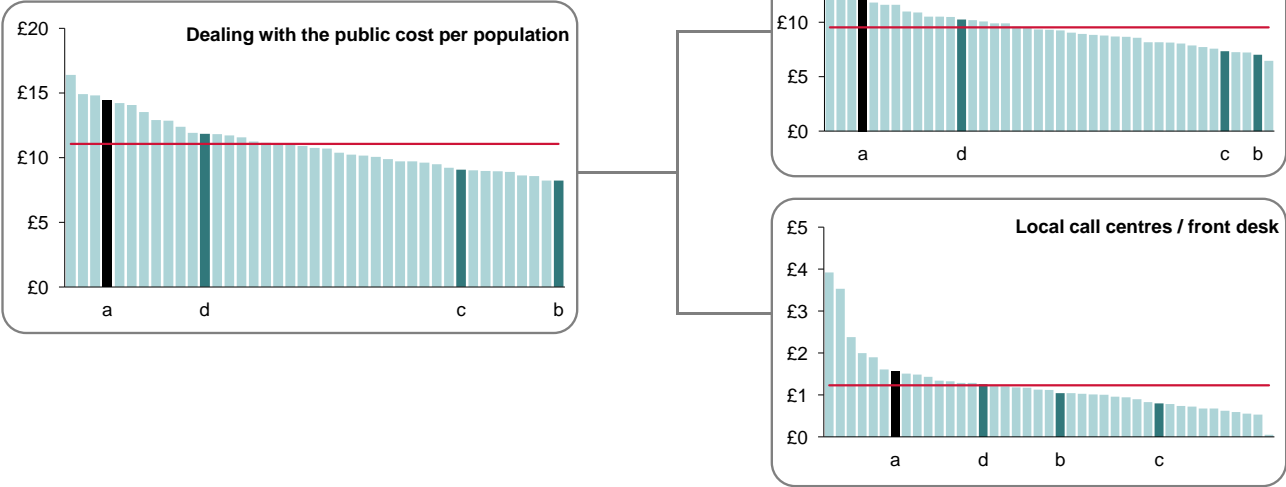 Dealing with the public cost per population
£20
£15
£10
£5
£0
a d c b
£10
£5
£0
a d c b
Local call centres / front desk
£5
£4
£3
£2
£1
£0
a d b c